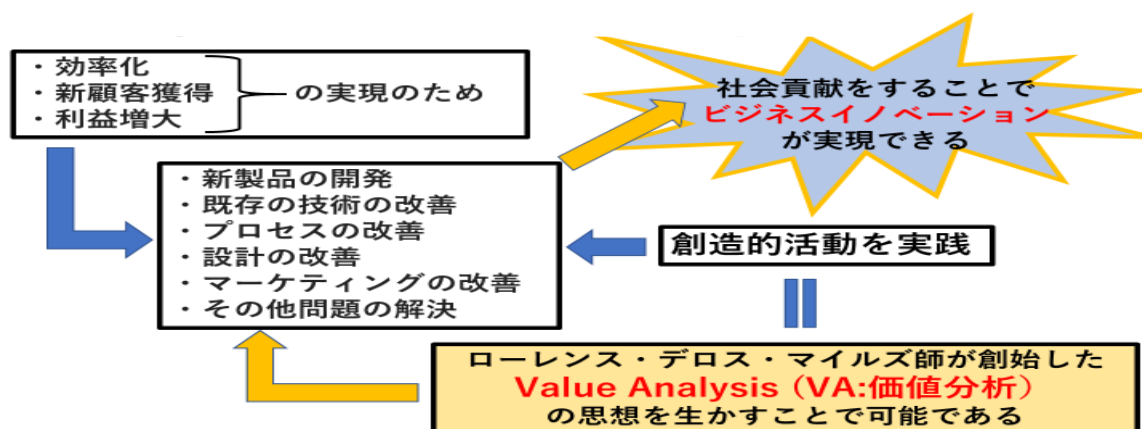 ・効率化
・新顧客獲得
・利益増大
の実現のため
社会貢献をすることで
ビジネスイノベーション
が実現できる
・新製品の開発
・既存の技術の改善
・プロセスの改善
・設計の改善
・マーケティングの改善
・その他問題の解決
創造的活動を実践
ローレンス・デロス・マイルズ師が創始した
Value Analysis (VA:価値分析)
の思想を生かすことで可能である